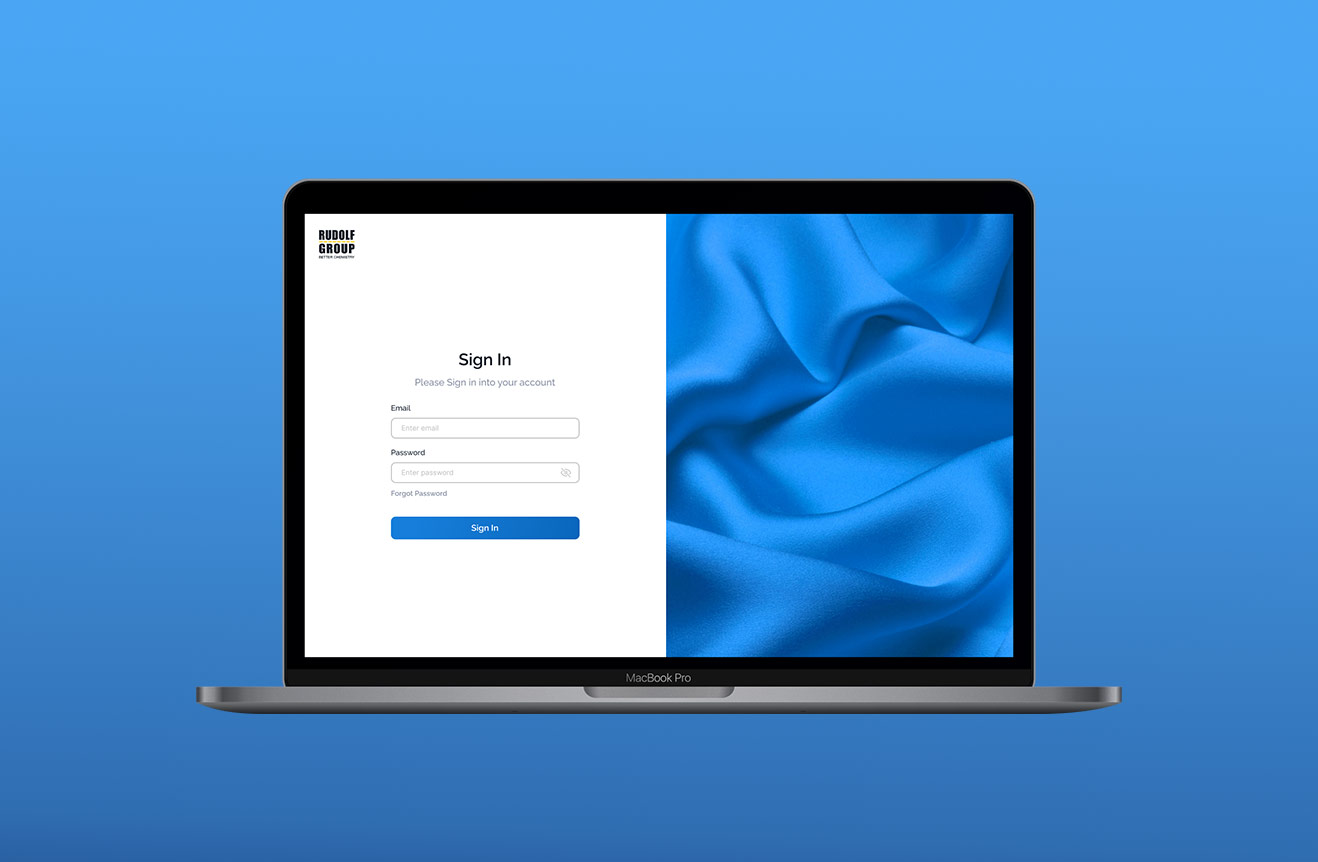 RUDOLF
GROUP
BETTER CHEMISTRY
Sign In
Please Sign in into your account
Email
Enter email
Password
Enter password
Forgot Password
Sign In
MacBook Pro